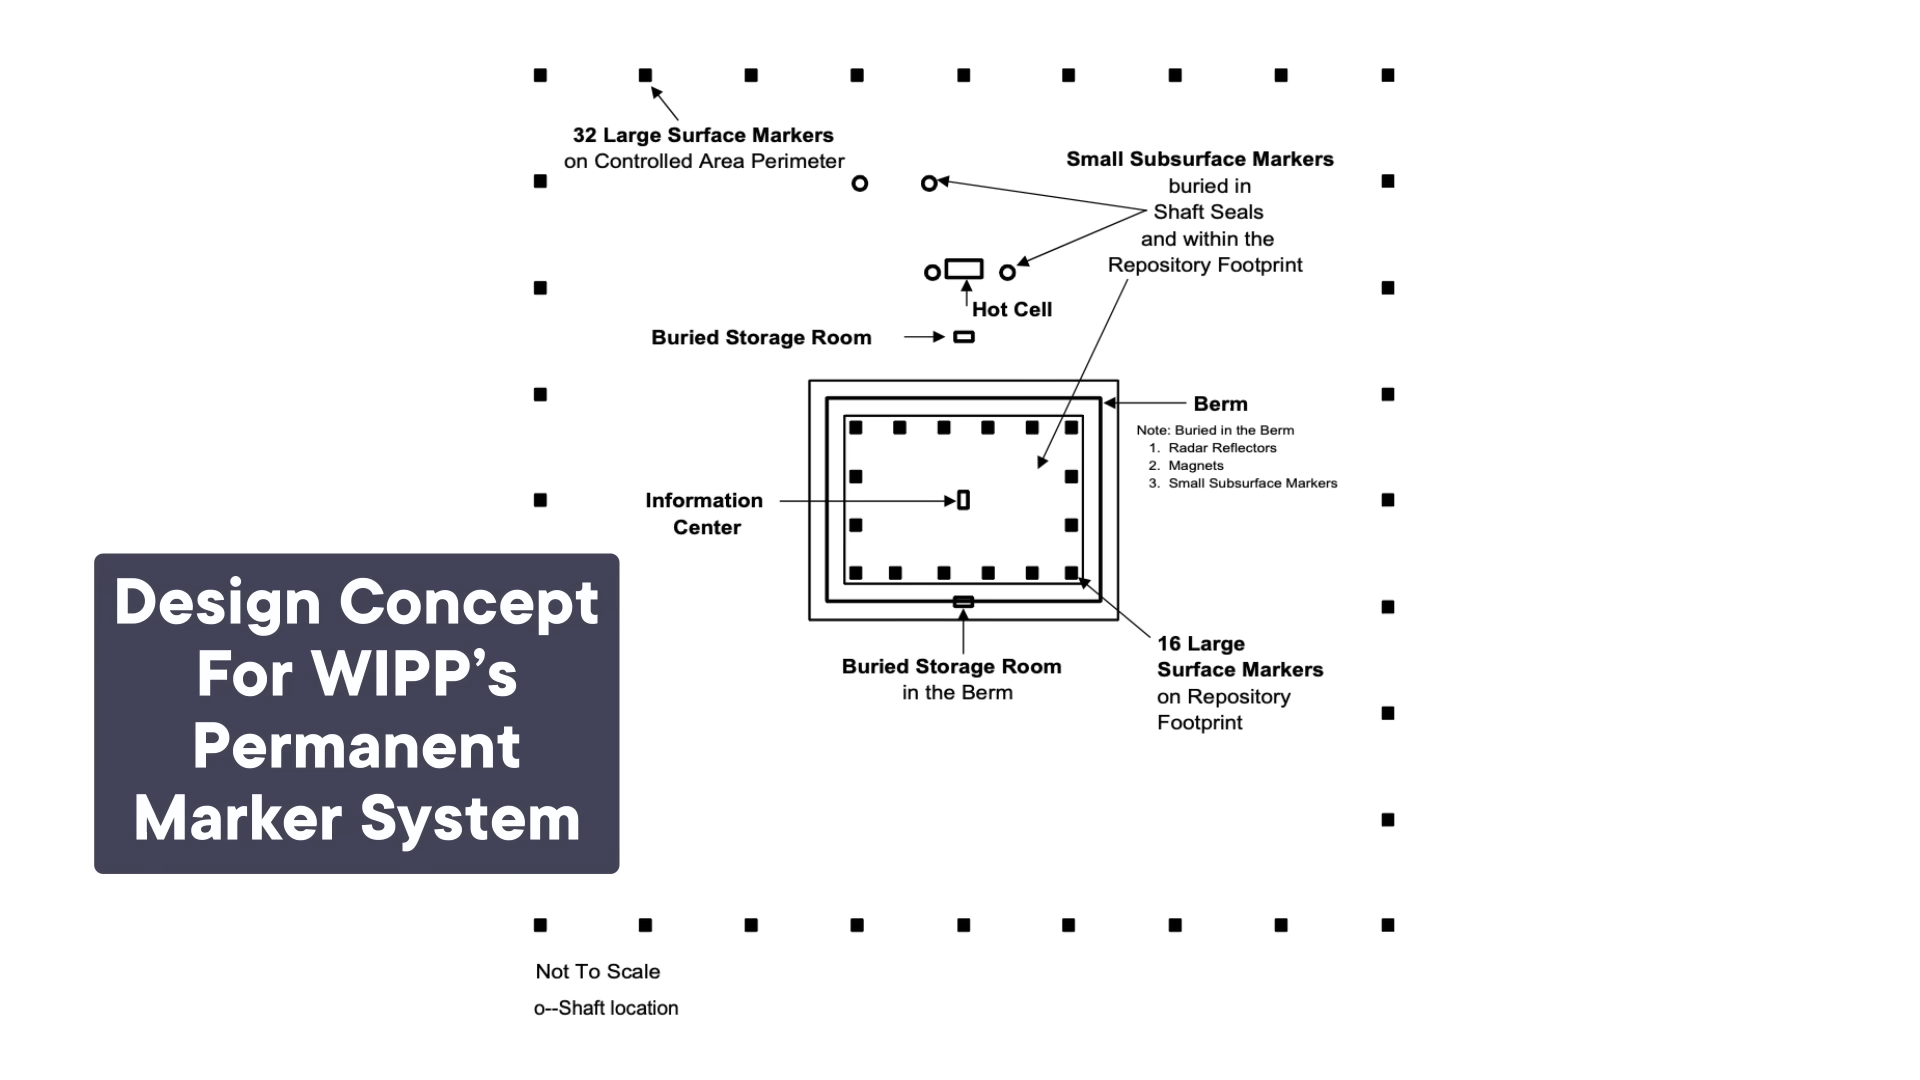 32 Large Surface Markers
on Controlled Area Perimeter
Small Subsurface Markers
buried in
Shaft Seals
and within the
Repository Footprint
Hot Cell
Buried Storage Room
Berm
Note: Buried in the Berm
1. Radar Reflectors
2. Magnets
3. Small Subsurface Markers
Information
Center
Design Concept
For WIPP’s
Permanent
Marker System
Buried Storage Room
in the Berm
16 Large
Surface Markers
on Repository
Footprint
Not To Scale
o--Shaft location